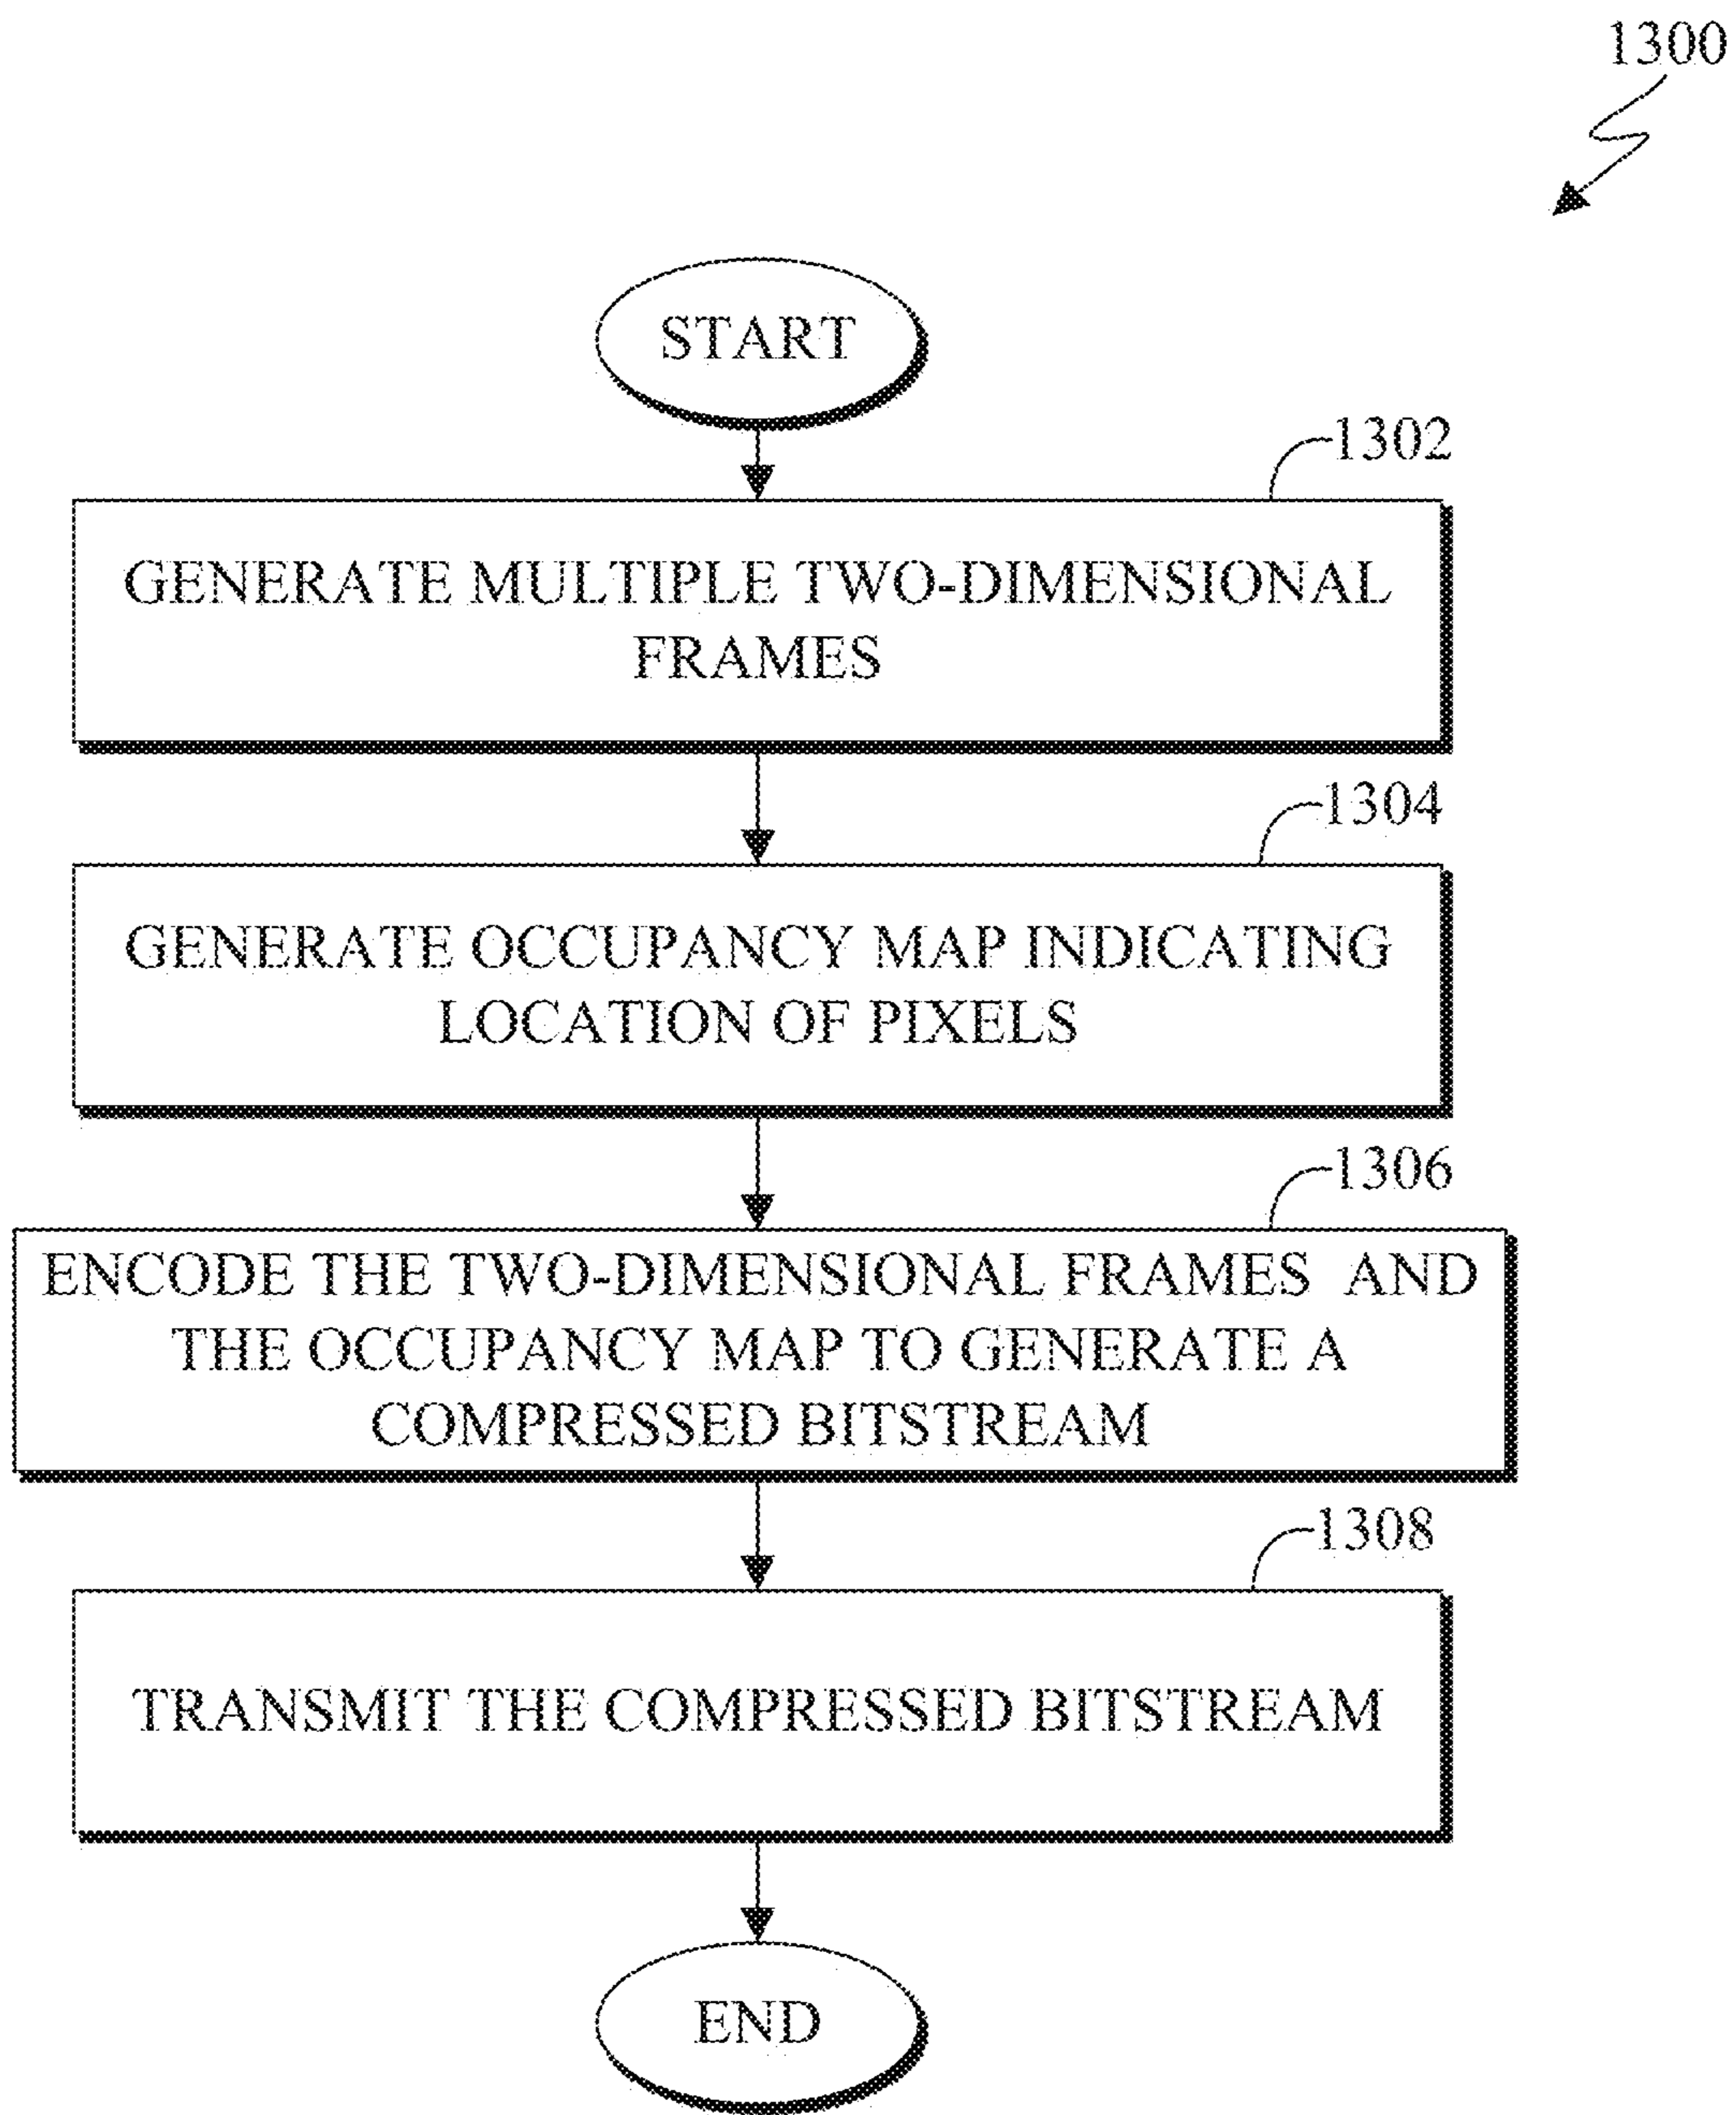 1300
START
1302
GENERATE MULTIPLE TWO-DIMENSIONAL
FRAMES
1304
GENERATE OCCUPANCY MAP INDICATING
LOCATION OF PIXELS
1306
ENCODE THE TWO-DIMENSIONAL FRAMES AND
THE OCCUPANCY MAP TO GENERATE A
COMPRESSED BITSTREAM
1308
TRANSMIT THE COMPRESSED BITSTREAM
END